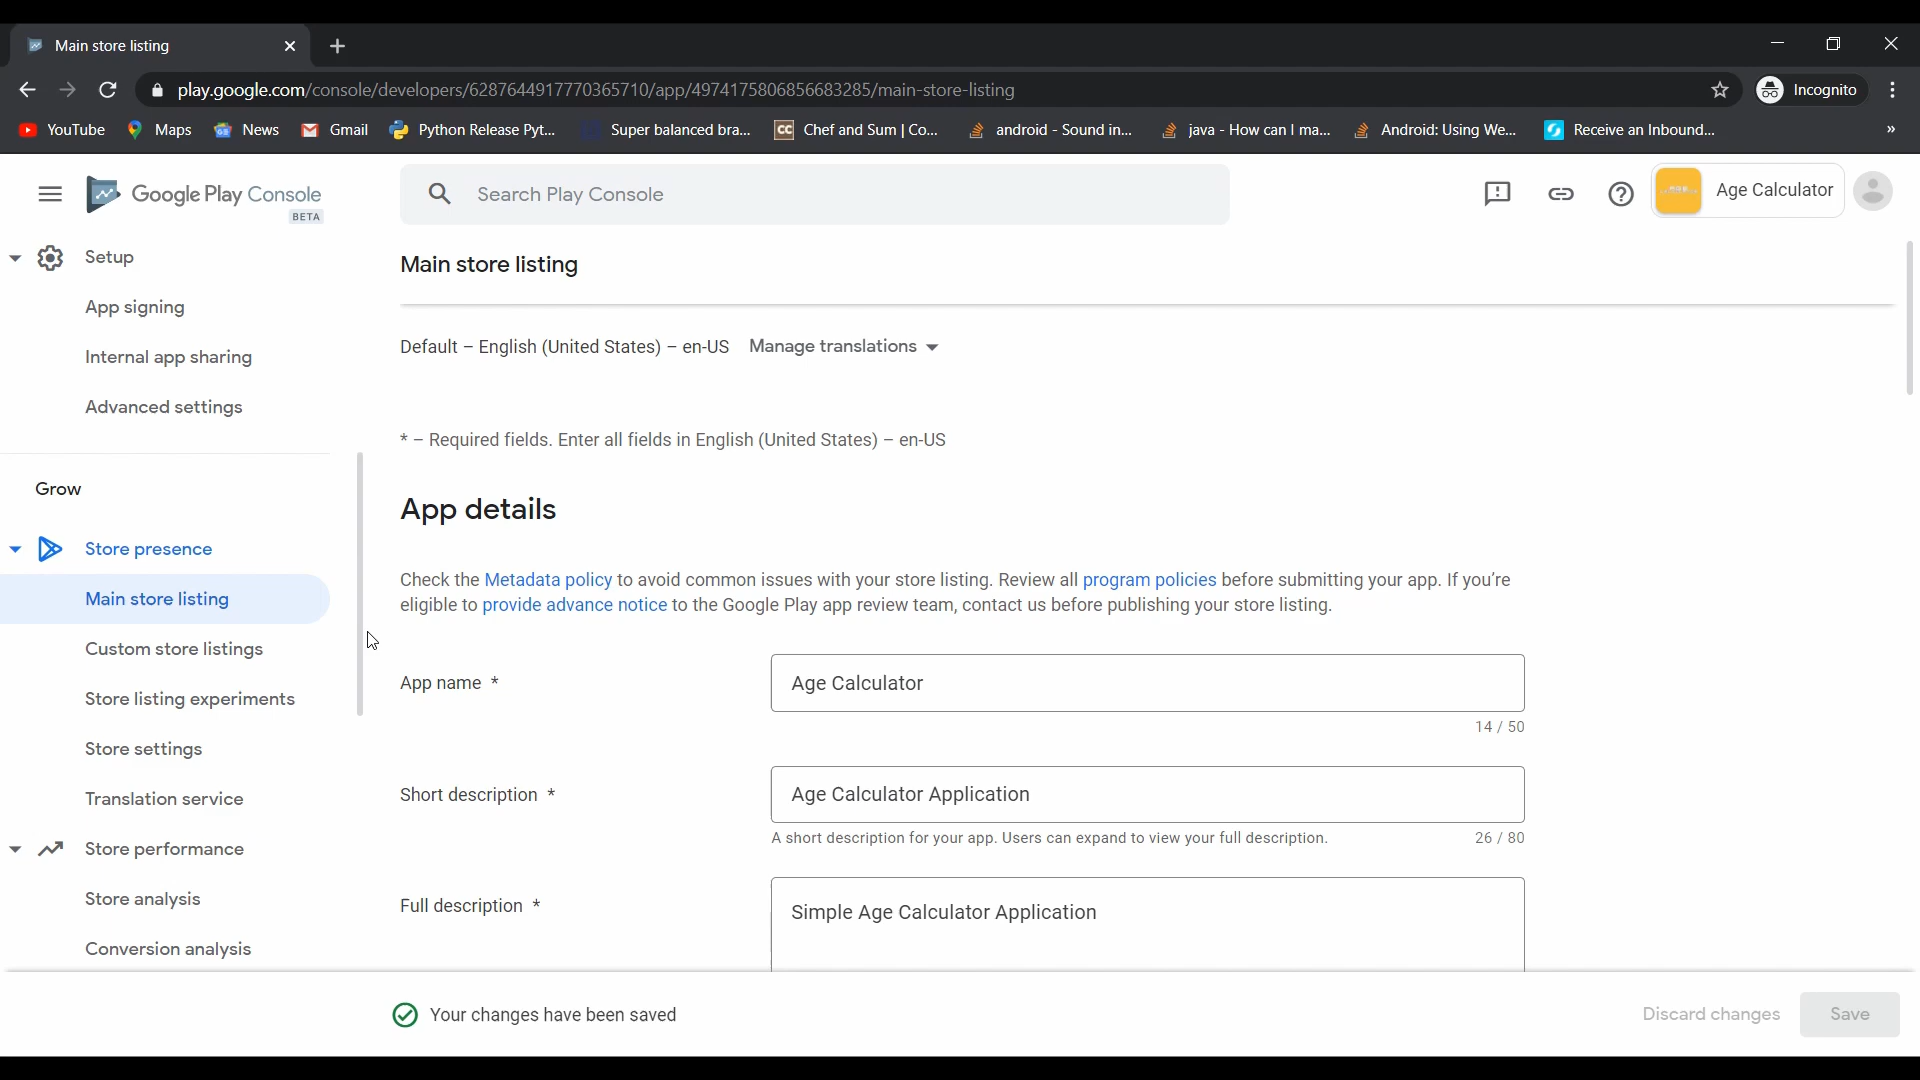 Main store listing
play.google.com/console/developers/6287644917770365710/app/4974175806856683285/main-store-listing
Incognito
YouTube
Maps
News
Gmail
Python Release Pyt...
Super balanced bra...
CC
Chef and Sum | Co...
android - Sound in...
java - How can I ma...
Android: Using We...
Receive an Inbound...
»
Google Play Console
BETA
Search Play Console
Age Calculator
Setup
App signing
Internal app sharing
Advanced settings
Grow
Store presence
Main store listing
Custom store listings
Store listing experiments
Store settings
Translation service
Store performance
Store analysis
Conversion analysis
Main store listing
Default – English (United States) – en-US Manage translations
* – Required fields. Enter all fields in English (United States) – en-US
App details
Check the Metadata policy to avoid common issues with your store listing. Review all program policies before submitting your app. If you're
eligible to provide advance notice to the Google Play app review team, contact us before publishing your store listing.
App name *
Age Calculator
14 / 50
Short description *
Age Calculator Application
A short description for your app. Users can expand to view your full description.
26 / 80
Full description *
Simple Age Calculator Application
Your changes have been saved
Discard changes
Save